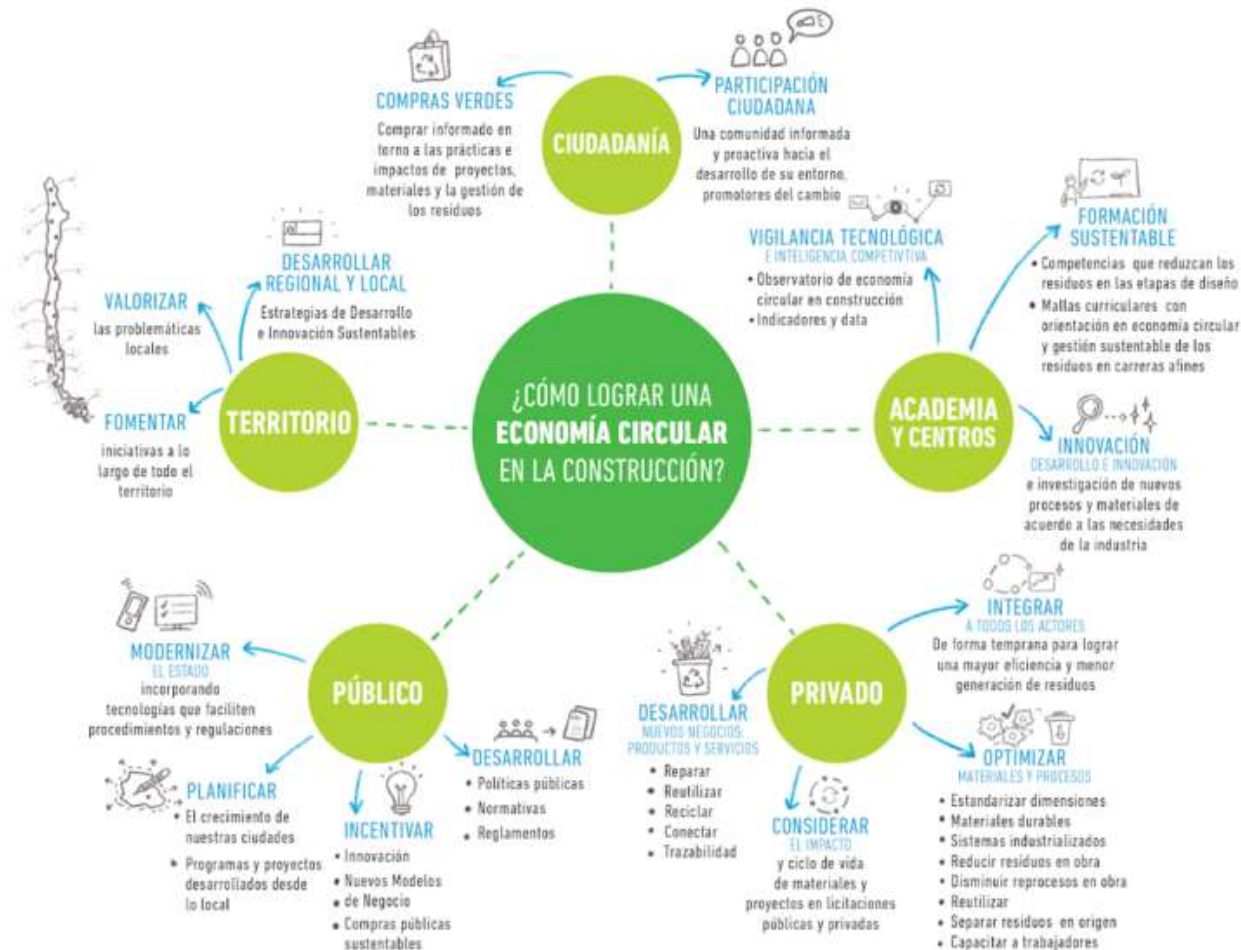 COMPRAS VERDES
Comprar informado en
torno a las prácticas e
impactos de proyectos,
materiales y la gestión de
los residuos
CIUDADANÍA
PARTICIPACIÓN
CIUDADANA
Una comunidad informada
y proactiva hacia el
desarrollo de su entorno,
promotores del cambio
DESARROLLAR
REGIONAL Y LOCAL
Estrategias de Desarrollo
e Innovación Sustentables
VALORIZAR
las problemáticas
locales
FOMENTAR
iniciativas a lo
largo de todo el
territorio
TERRITORIO
¿CÓMO LOGRAR UNA
ECONOMÍA CIRCULAR
EN LA CONSTRUCCIÓN?
VIGILANCIA TECNOLÓGICA
E INTELIGENCIA COMPETIVTIVA
• Observatorio de economía
circular en construcción
• Indicadores y data
FORMACIÓN
SUSTENTABLE
• Competencias que reduzcan los
residuos en las etapas de diseño
• Mallas curriculares con
orientación en economía circular
y gestión sustentable de los
residuos en carreras afines
ACADEMIA
Y CENTROS
INNOVACIÓN
DESARROLLO E INNOVACIÓN
e investigación de nuevos
procesos y materiales de
acuerdo a las necesidades
de la industria
MODERNIZAR
EL ESTADO
incorporando
tecnologías que faciliten
procedimientos y regulaciones
PÚBLICO
PLANIFICAR
• El crecimiento de
nuestras ciudades
• Programas y proyectos
desarrollados desde
lo local
INCENTIVAR
• Innovación
• Nuevos Modelos
• de Negocio
• Compras públicas
sustentables
DESARROLLAR
• Políticas públicas
• Normativas
• Reglamentos
PRIVADO
INTEGRAR
A TODOS LOS ACTORES
De forma temprana para lograr
una mayor eficiencia y menor
generación de residuos
DESARROLLAR
NUEVOS NEGOCIOS,
PRODUCTOS Y SERVICIOS
• Reparar
• Reutilizar
• Reciclar
• Conectar
• Trazabilidad
CONSIDERAR
EL IMPACTO
y ciclo de vida
de materiales y
proyectos en licitaciones
públicas y privadas
OPTIMIZAR
MATERIALES Y PROCESOS
• Estandarizar dimensiones
• Materiales durables
• Sistemas industrializados
• Reducir residuos en obra
• Disminuir reprocesos en obra
• Reutilizar
• Separar residuos en origen
• Capacitar a trabajadores